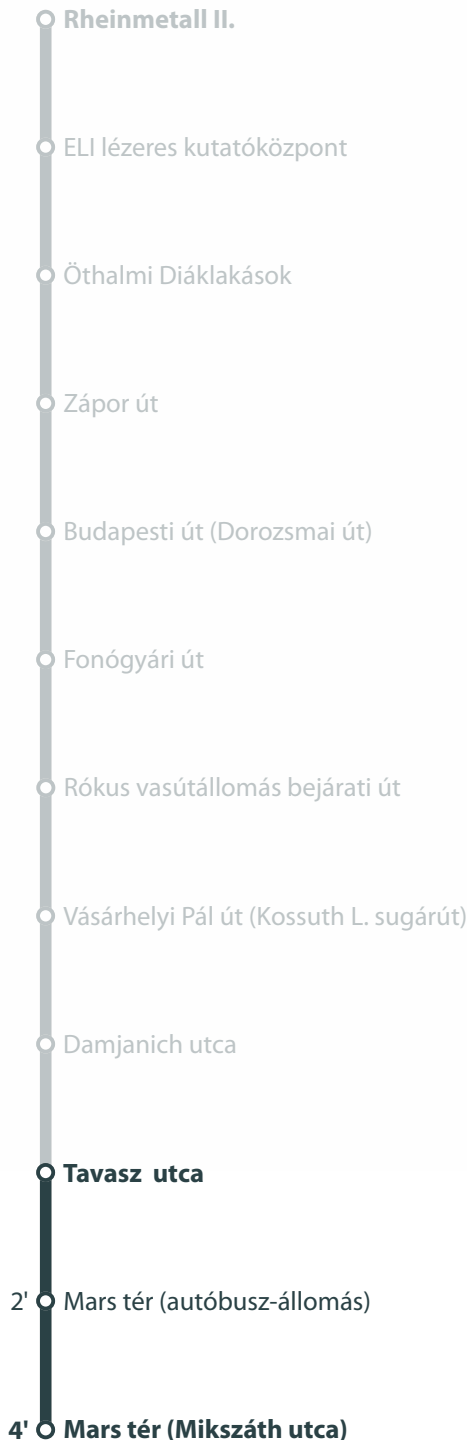 Rheinmetall II.
ELI lézeres kutatóközpont
Öthalmi Diáklakások
Zápor út
Budapesti út (Dorozsmai út)
Fonógyári út
Rókus vasútállomás bejárati út
Vásárhelyi Pál út (Kossuth L. sugárút)
Damjanich utca
Tavasz utca
2' Mars tér (autóbusz-állomás)
4' Mars tér (Mikszáth utca)